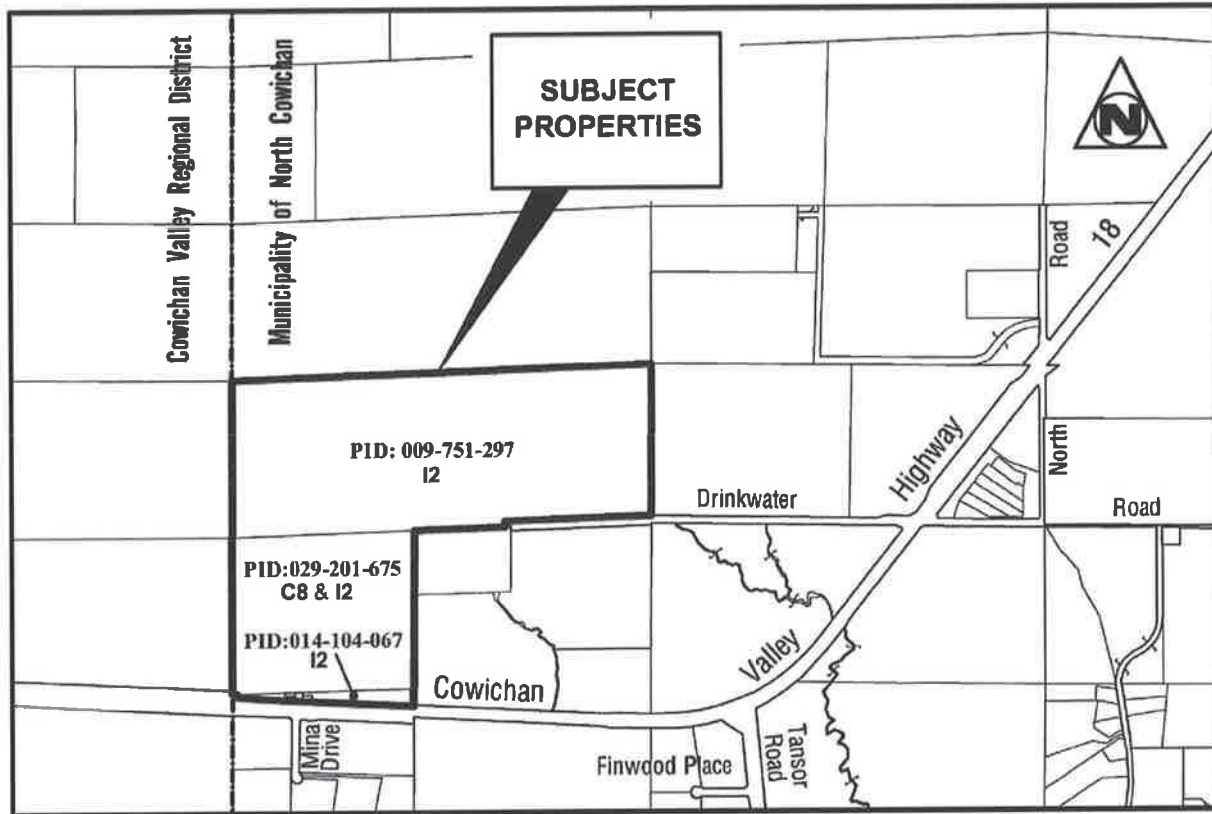 Cowichan Valley Regional District
Municipality of North Cowichan
SUBJECT
PROPERTIES
N
Road
18
PID: 009-751-297
I2
Highway
North
Drinkwater
Road
PID:029-201-675
C8 & I2
PID:014-104-067
I2
Cowichan
Valley
Mina
Drive
Finwood Place
Tansor
Road